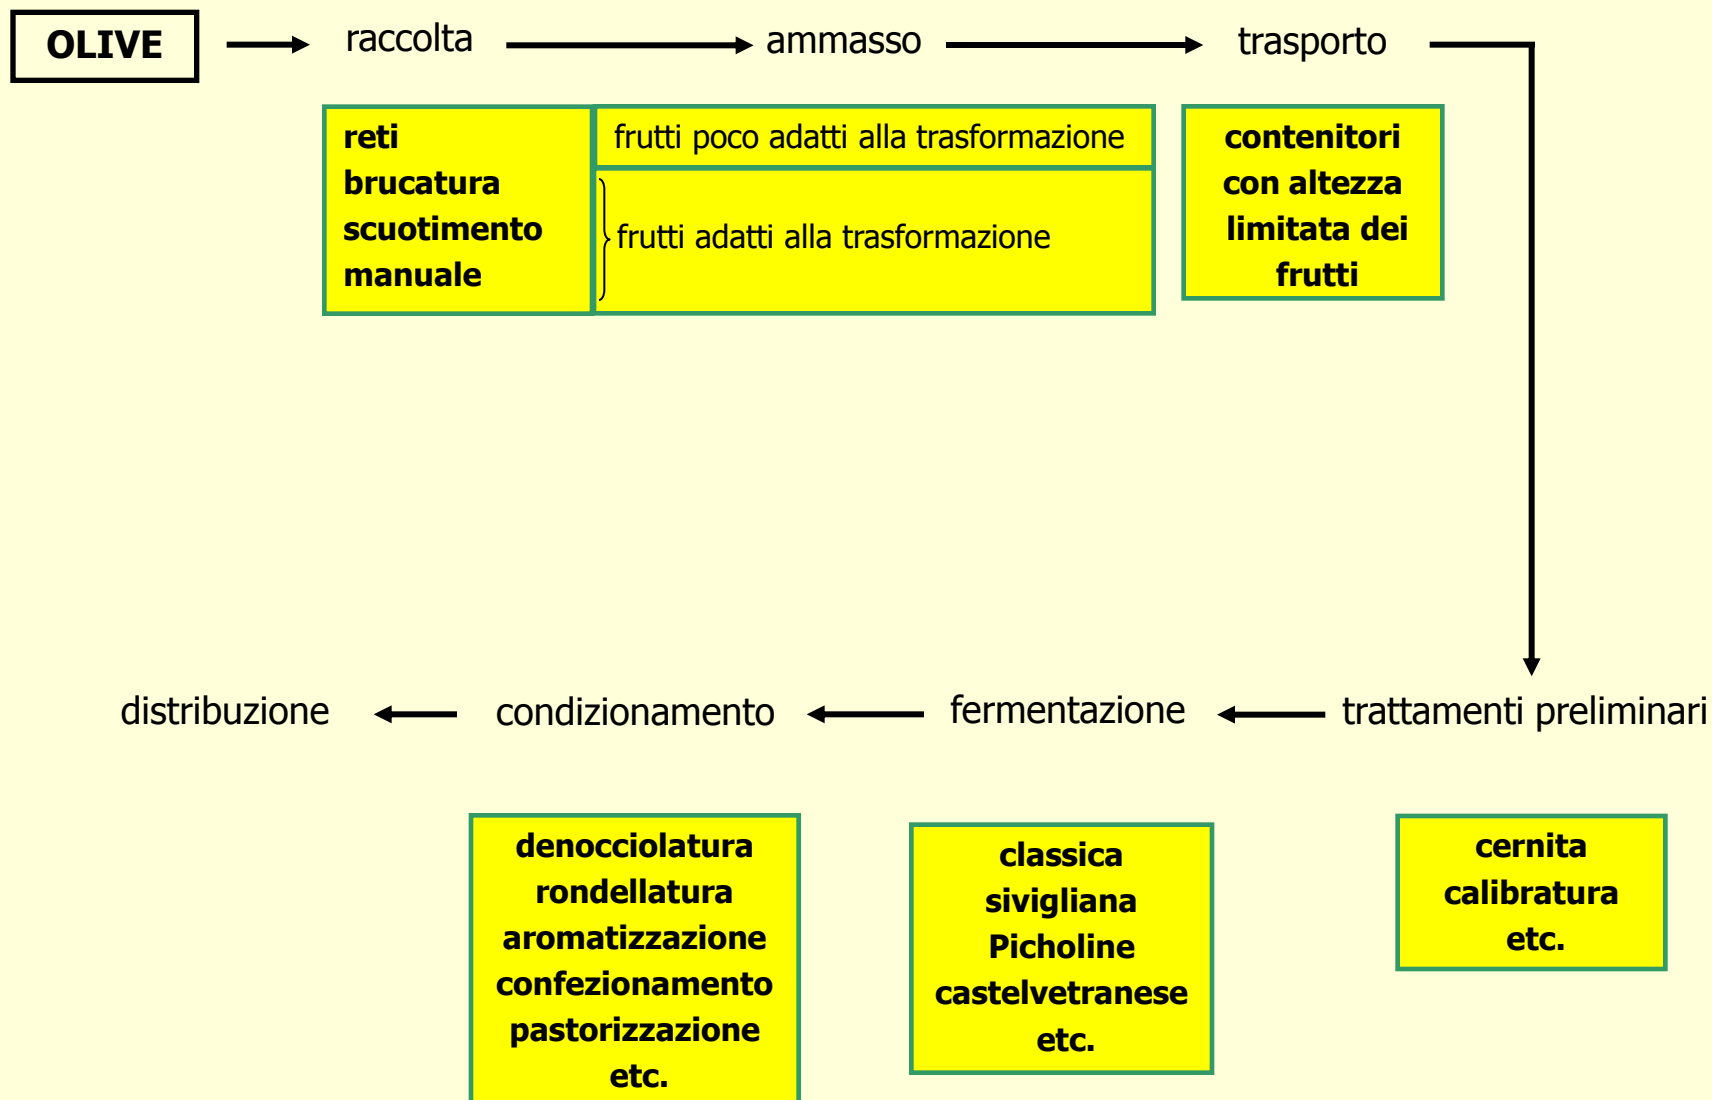 OLIVE
raccolta
ammasso
trasporto
reti
brucatura
scuotimento
manuale
frutti poco adatti alla trasformazione
frutti adatti alla trasformazione
contenitori
con altezza
limitata dei
frutti
distribuzione
condizionamento
fermentazione
trattamenti preliminari
denocciolatura
rondellatura
aromatizzazione
confezionamento
pastorizzazione
etc.
classica
sivigliana
Picholine
castelvetranese
etc.
cernita
calibratura
etc.